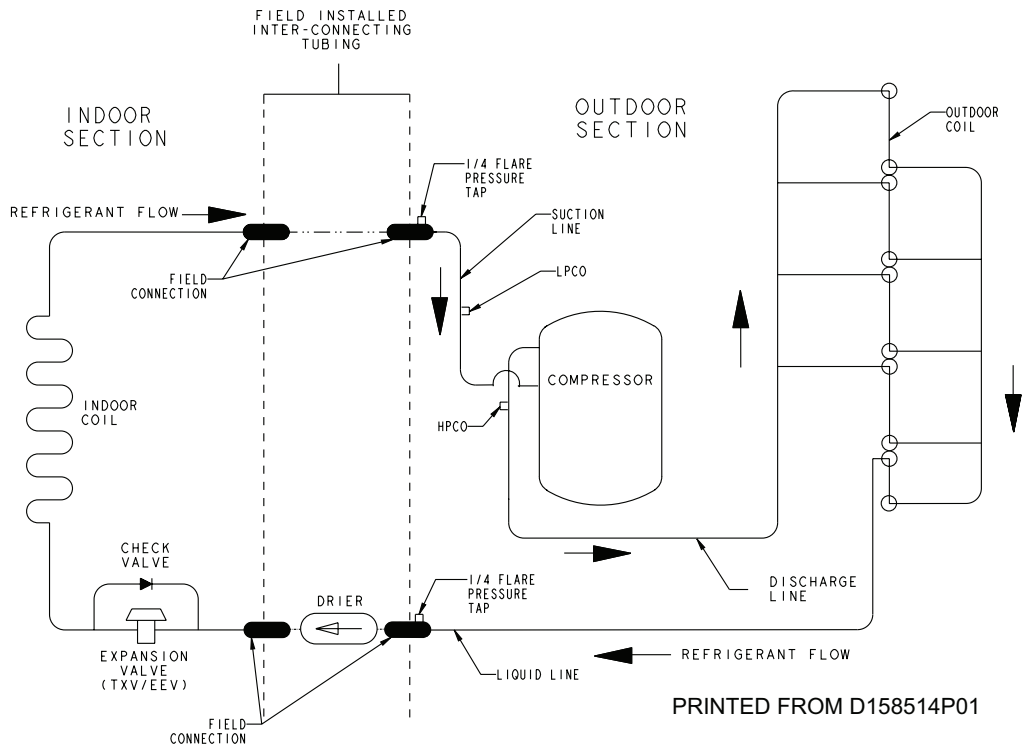 FIELD INSTALLED
INTER-CONNECTING
TUBING
INDOOR
SECTION
OUTDOOR
SECTION
OUTDOOR
COIL
1/4 FLARE
PRESSURE
TAP
REFRIGERANT FLOW
SUCTION
LINE
FIELD
CONNECTION
LPCO
COMPRESSOR
INDOOR
COIL
HPCO
CHECK
VALVE
DRIER
1/4 FLARE
PRESSURE
TAP
DISCHARGE
LINE
EXPANSION
VALVE
(TXV/EEV)
LIQUID LINE
REFRIGERANT FLOW
FIELD
CONNECTION
PRINTED FROM D158514P01